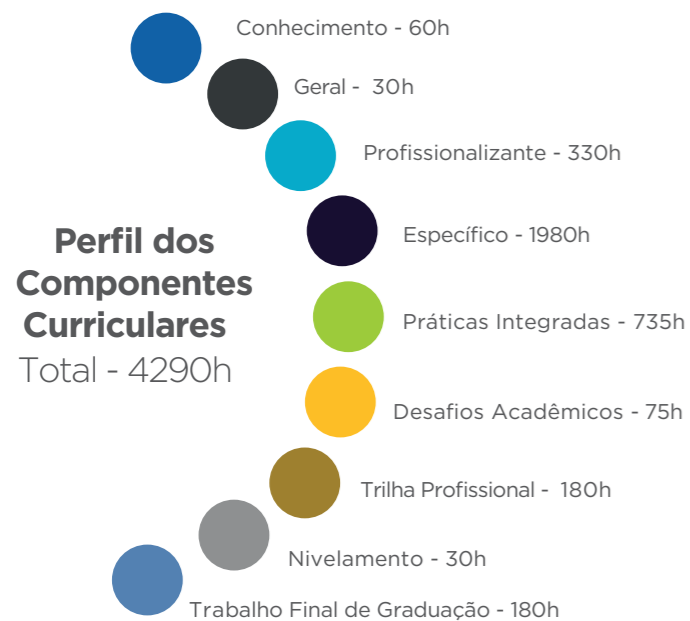 Conhecimento - 60h
Geral - 30h
Profissionalizante - 330h
Específico - 1980h
Perfil dos
Componentes
Curriculares
Total - 4290h
Práticas Integradas - 735h
Desafios Acadêmicos - 75h
Trilha Profissional - 180h
Nivelamento - 30h
Trabalho Final de Graduação - 180h